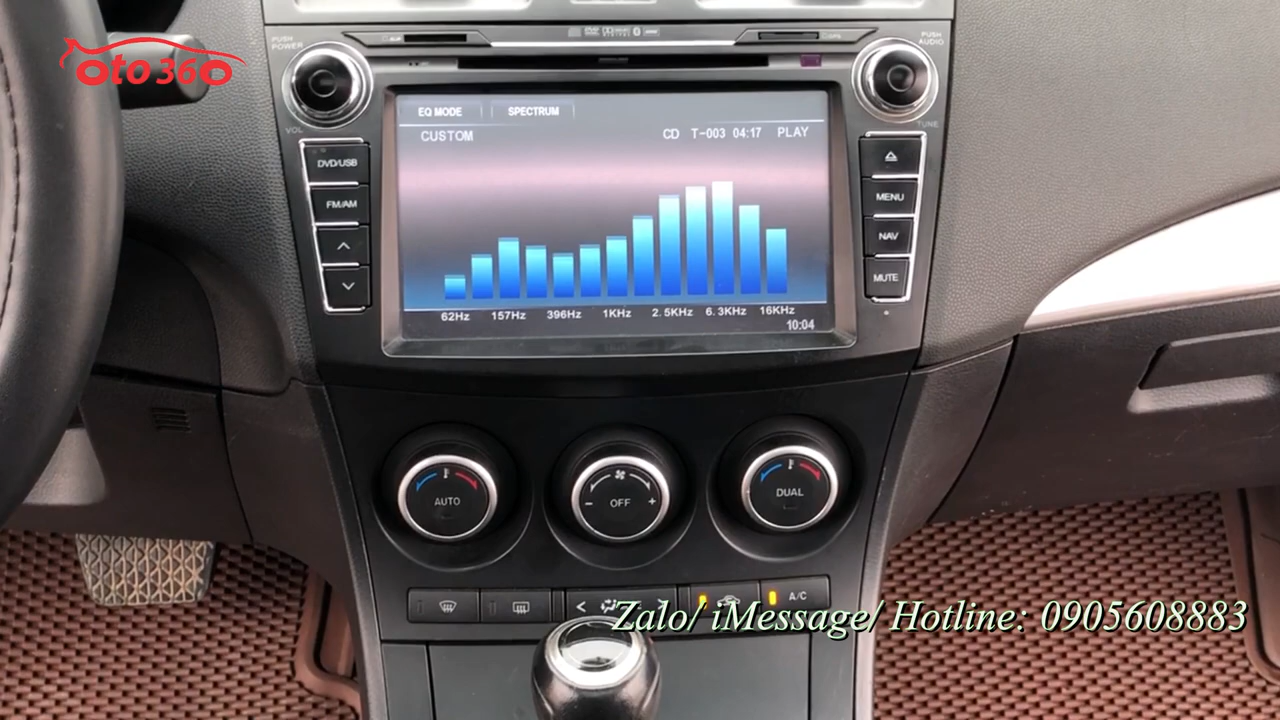 oto360
PUSH
POWER
PUSH
AUDIO
VOL
TUNE
EQ MODE
SPECTRUM
CUSTOM
CD T-003 04:17 PLAY
DVD/USB
FM/AM
MENU
NAV
MUTE
62Hz 157Hz 396Hz 1KHz 2.5KHz 6.3KHz 16KHz
10:04
AUTO
- OFF +
DUAL
A/C
Zalo/ iMessage/ Hotline: 0905608883